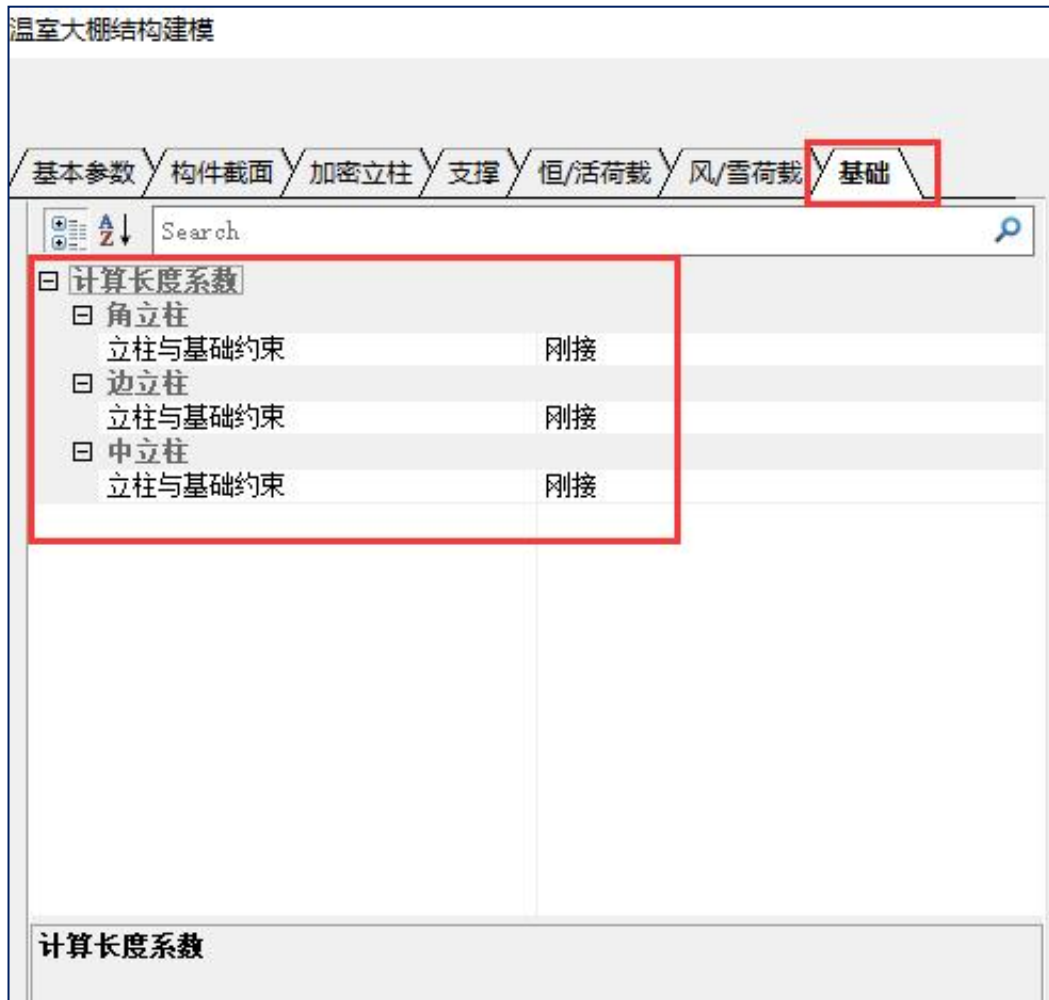 温室大棚结构建模
基本参数 构件截面 加密立柱 支撑 恒/活荷载 风/雪荷载 基础
AZ Search
计算长度系数
角立柱
立柱与基础约束 刚接
边立柱
立柱与基础约束 刚接
中立柱
立柱与基础约束 刚接
计算长度系数